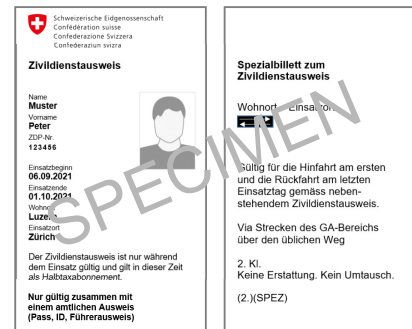 Schweizerische Eidgenossenschaft
Confédération suisse
Confederazione Svizzera
Confederaziun svizra
Zivildienstausweis
Name
Muster
Vorname
Peter
ZDP-Nr.
123456
Einsatzbeginn
06.09.2021
Einsatzende
01.10.2021
Wohnort
Luzern
Einsatzort
Zürich
Der Zivildienstausweis ist nur während
dem Einsatz gültig und gilt in dieser Zeit
als Halbtaxabonnement.
Nur gültig zusammen mit
einem amtlichen Ausweis
(Pass, ID, Führerausweis)
Spezialbillett zum
Zivildienstausweis
Wohnort - Einsatzort
Gültig für die Hinfahrt am ersten
und die Rückfahrt am letzten
Einsatztag gemäss neben-
stehendem Zivildienstausweis.
Via Strecken des GA-Bereichs
über den üblichen Weg
2. Kl.
Keine Erstattung. Kein Umtausch.
(2.)(SPEZ)
SPECIMEN